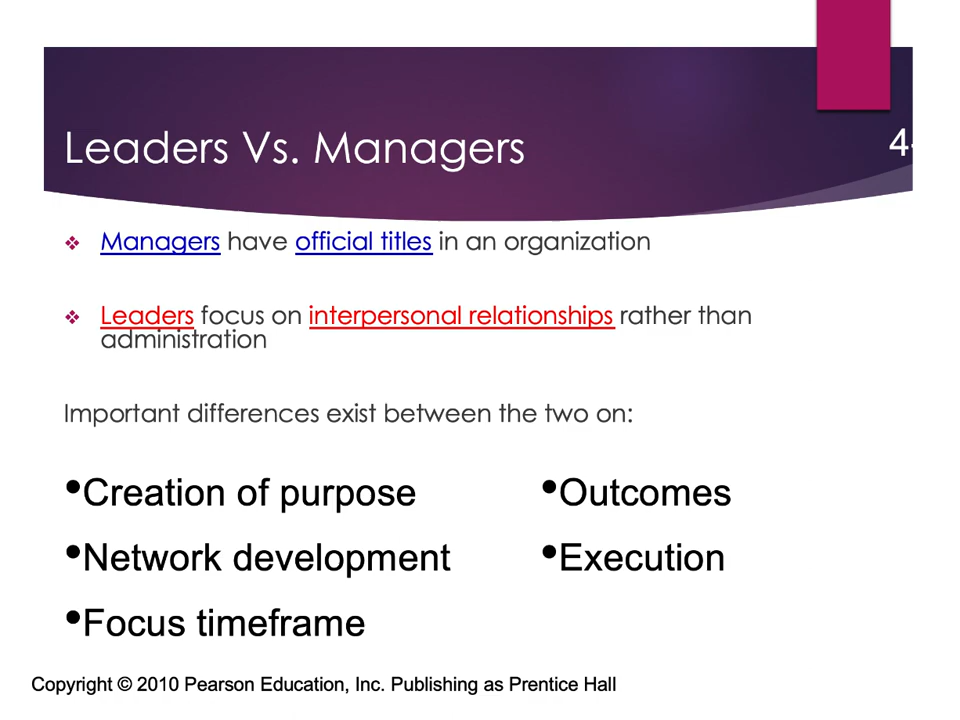 Leaders Vs. Managers
4-
❖ Managers have official titles in an organization
❖ Leaders focus on interpersonal relationships rather than
administration
Important differences exist between the two on:
•Creation of purpose
•Network development
•Focus timeframe
•Outcomes
•Execution
Copyright © 2010 Pearson Education, Inc. Publishing as Prentice Hall